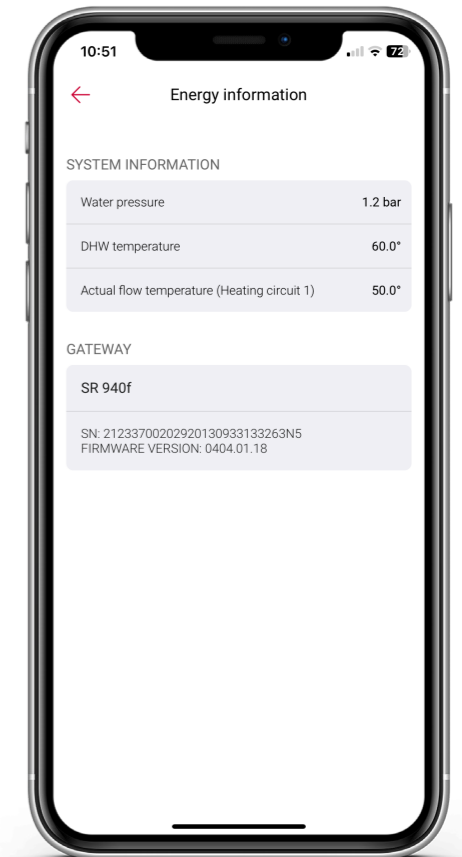 10:51
72
Energy information
SYSTEM INFORMATION
Water pressure 1.2 bar
DHW temperature 60.0°
Actual flow temperature (Heating circuit 1) 50.0°
GATEWAY
SR 940f
SN: 21233700202920130933133263N5
FIRMWARE VERSION: 0404.01.18